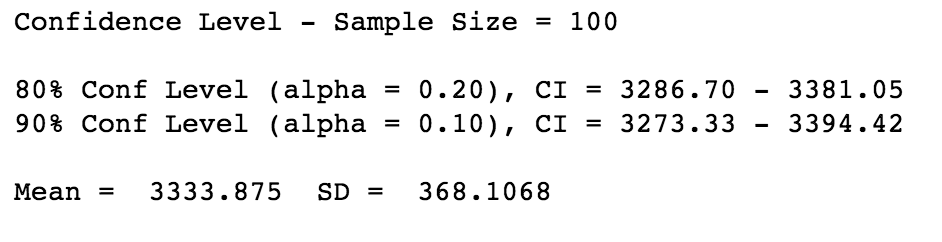 Confidence Level - Sample Size = 100
80% Conf Level (alpha = 0.20), CI = 3286.70 - 3381.05
90% Conf Level (alpha = 0.10), CI = 3273.33 - 3394.42
Mean =  3333.875  SD =  368.1068